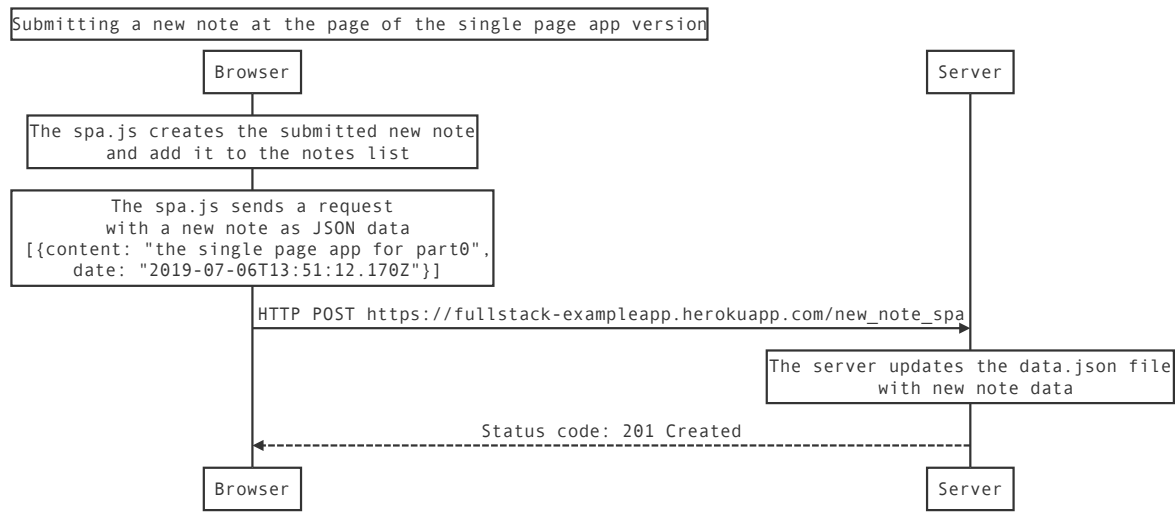 Submitting a new note at the page of the single page app version
Browser
Server
The spa.js creates the submitted new note
and add it to the notes list
The spa.js sends a request
with a new note as JSON data
[{content: "the single page app for part0",
date: "2019-07-06T13:51:12.170Z"}]
HTTP POST https://fullstack-exampleapp.herokuapp.com/new_note_spa
The server updates the data.json file
with new note data
Status code: 201 Created
Browser
Server